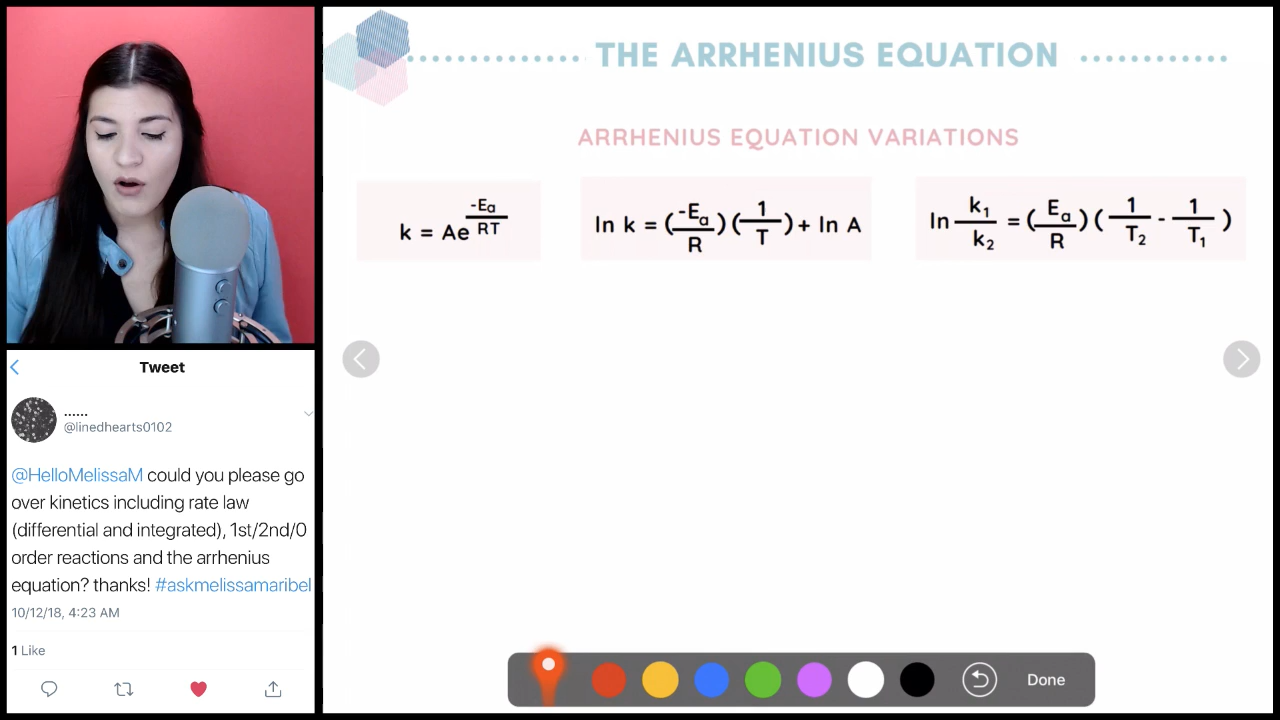 THE ARRHENIUS EQUATION
ARRHENIUS EQUATION VARIATIONS
k = Ae^(-Ea/RT)
ln k = (-Ea/R)(1/T) + ln A
ln k₁/k₂ = (Ea/R)(1/T₂ - 1/T₁)
Tweet
......
@linedhearts0102
@HelloMelissaM could you please go
over kinetics including rate law
(differential and integrated), 1st/2nd/0
order reactions and the arrhenius
equation? thanks! #askmelissamaribel
10/12/18, 4:23 AM
1 Like
Done